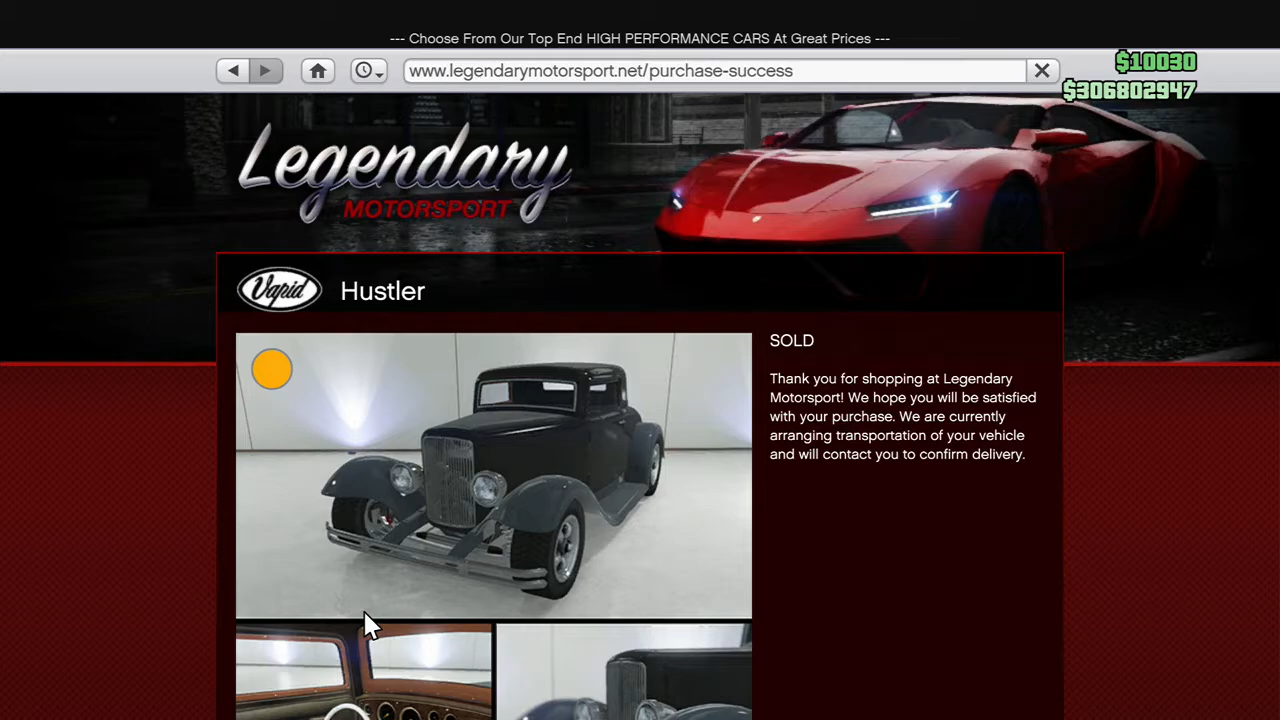 --- Choose From Our Top End HIGH PERFORMANCE CARS At Great Prices ---
www.legendarymotorsport.net/purchase-success
$10030
$306802947
Legendary
MOTORSPORT
Vapid
Hustler
SOLD
Thank you for shopping at Legendary
Motorsport! We hope you will be satisfied
with your purchase. We are currently
arranging transportation of your vehicle
and will contact you to confirm delivery.